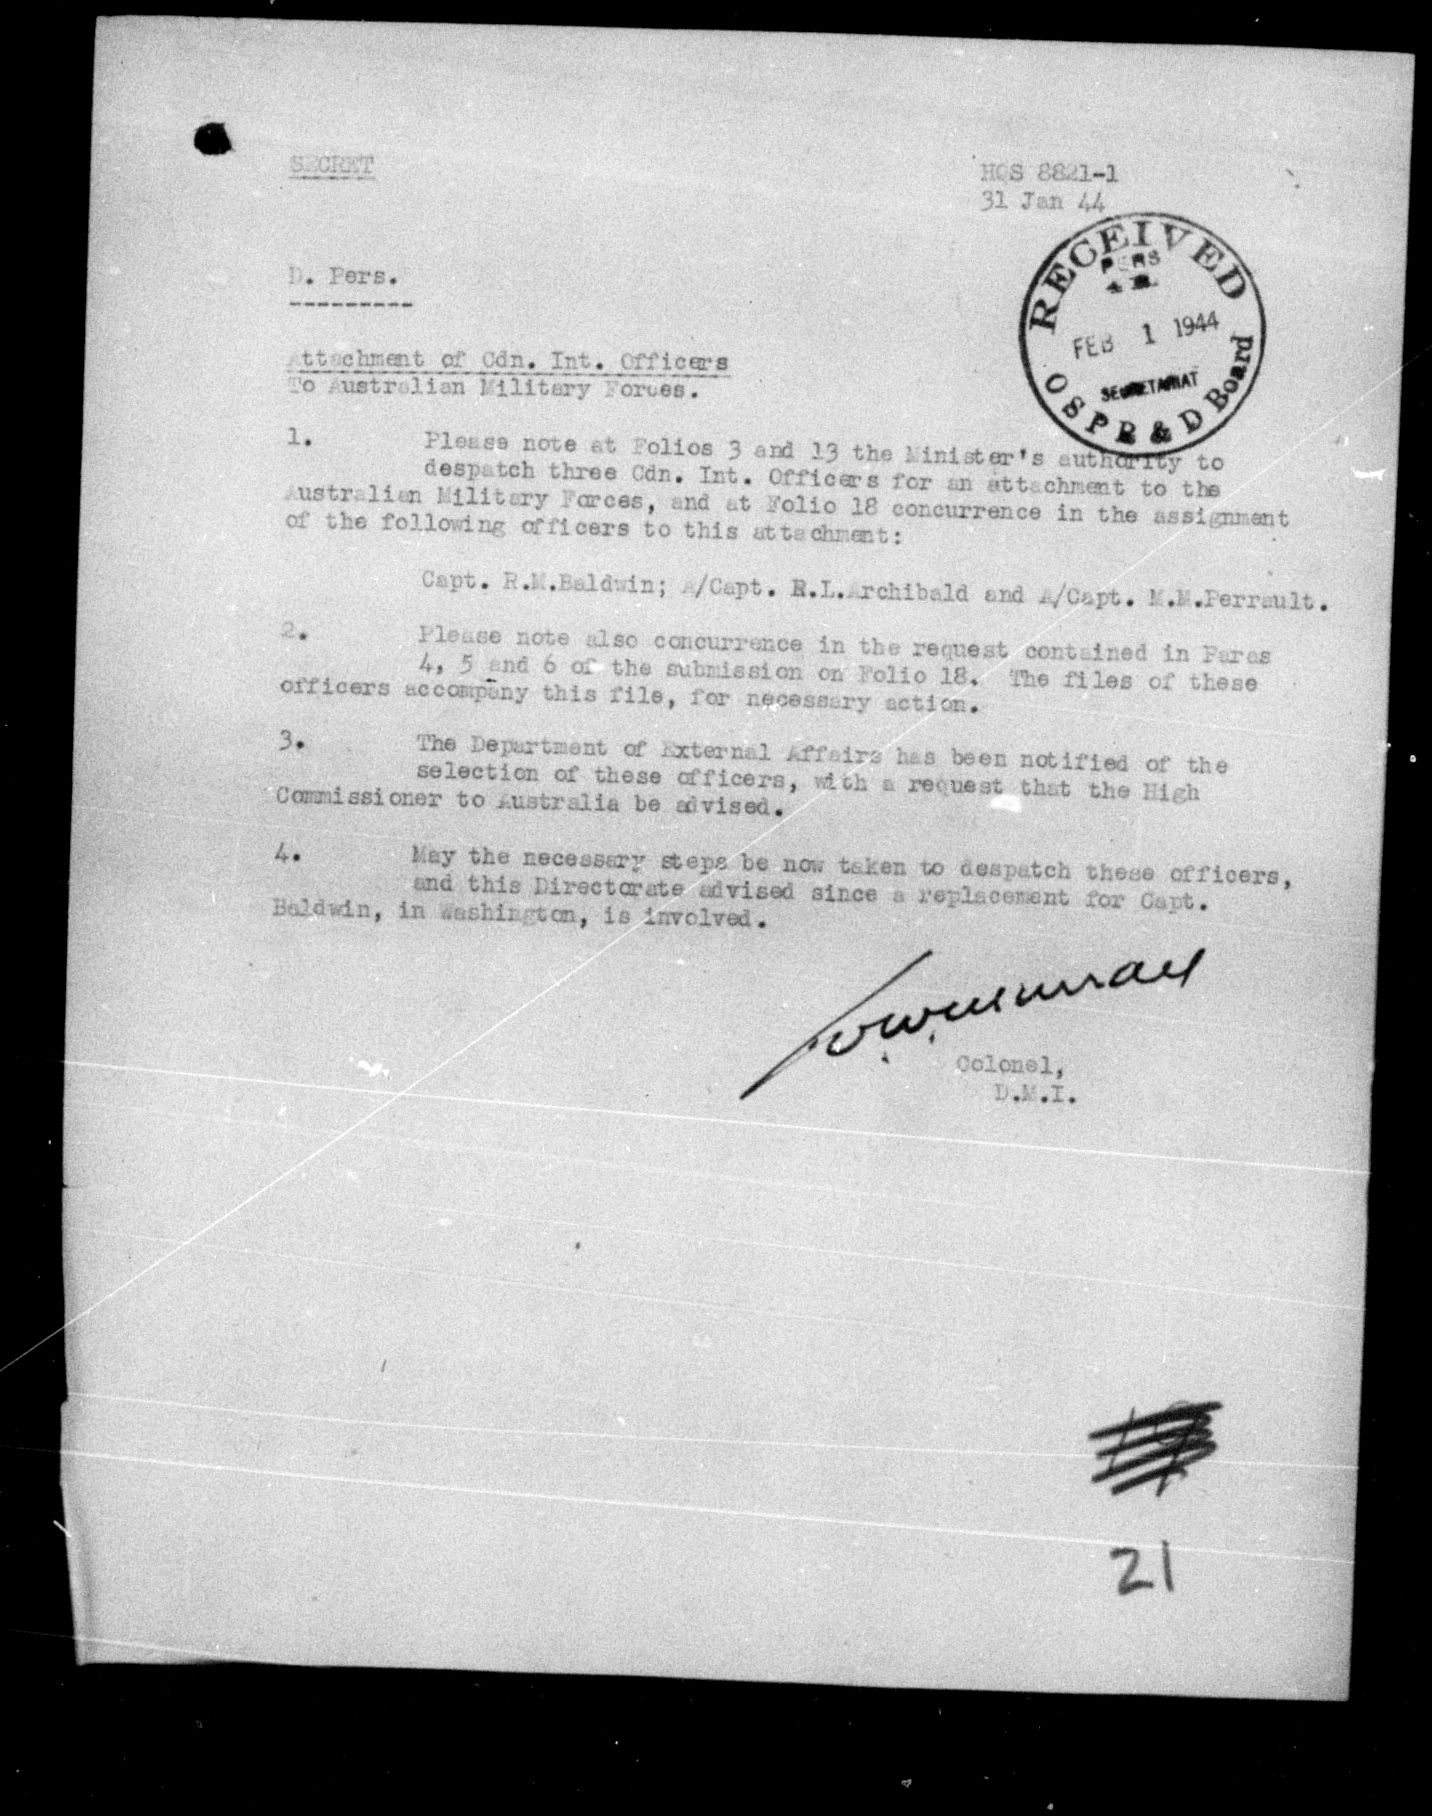 SECRET
HQS 8821-1
31 Jan 44
RECEIVED
PERS
FEB 1 1944
SECRETARIAT
OSPR & D Board
D. Pers.
Attachment of Cdn. Int. Officers
To Australian Military Forces.
1. Please note at Folios 3 and 13 the Minister's authority to
despatch three Cdn. Int. Officers for an attachment to the
Australian Military Forces, and at Folio 18 concurrence in the assignment
of the following officers to this attachment:
Capt. R.M.Baldwin; A/Capt. R.L.Archibald and A/Capt. M.M.Perrault.
2. Please note also concurrence in the request contained in Paras
4, 5 and 6 of the submission on Folio 18. The files of these
officers accompany this file, for necessary action.
3. The Department of External Affairs has been notified of the
selection of these officers, with a request that the High
Commissioner to Australia be advised.
4. May the necessary steps be now taken to despatch these officers,
and this Directorate advised since a replacement for Capt.
Baldwin, in Washington, is involved.
Colonel,
D.M.I.
21